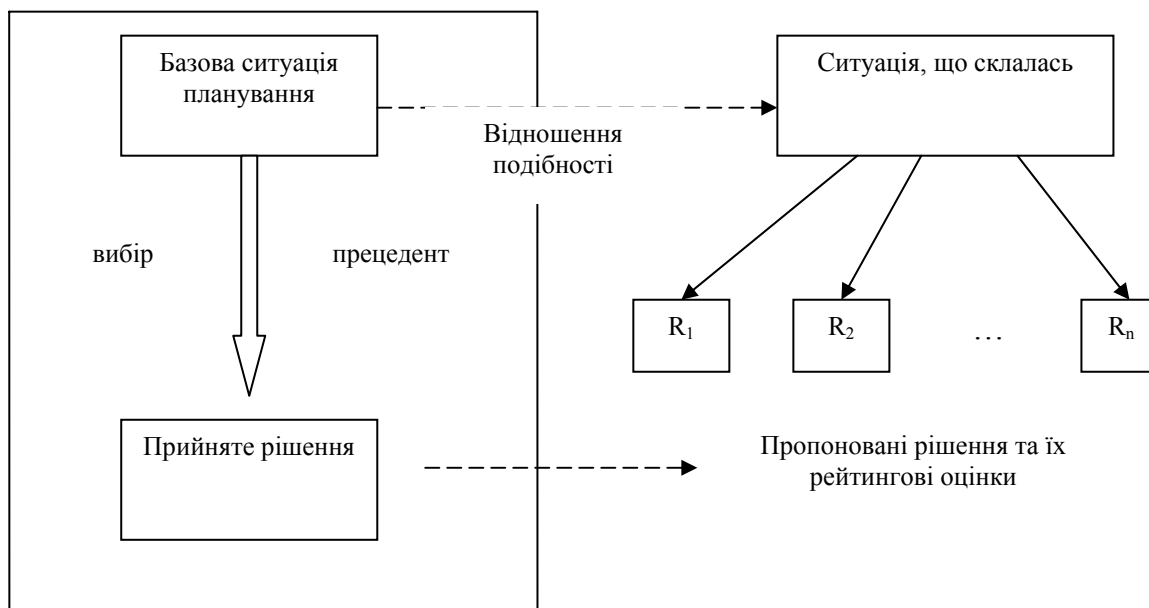 Базова ситуація
планування
Ситуація, що склалась
Відношення
подібності
вибір
прецедент
R₁
R₂
…
Rₙ
Прийняте рішення
Пропоновані рішення та їх
рейтингові оцінки